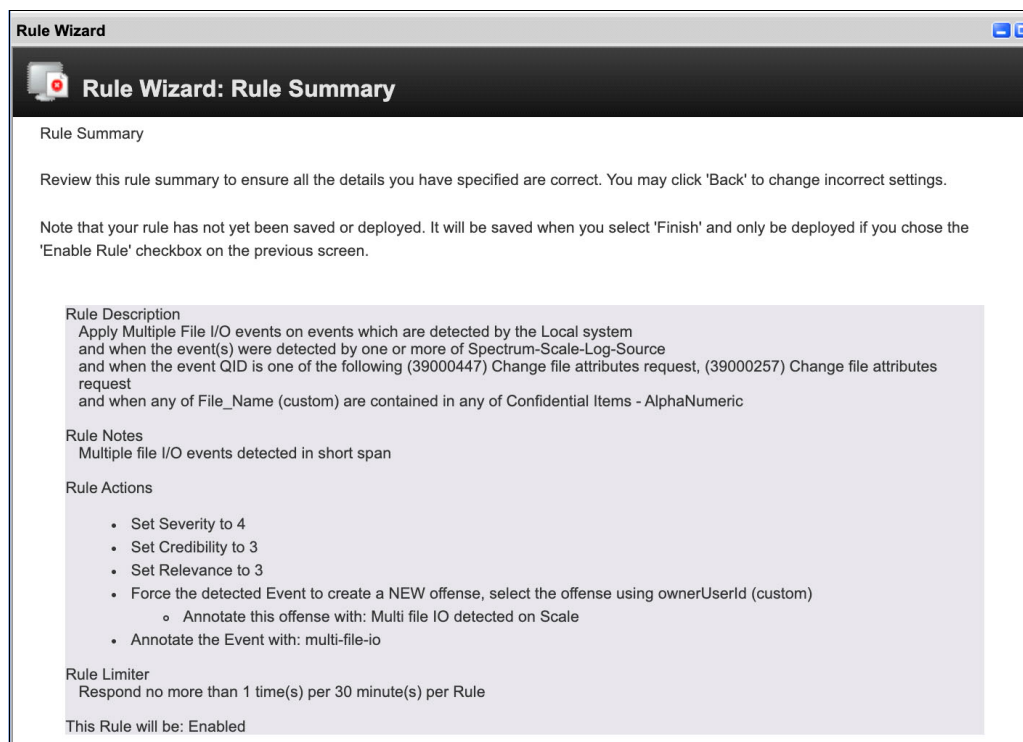 Rule Wizard
Rule Wizard: Rule Summary
Rule Summary
Review this rule summary to ensure all the details you have specified are correct. You may click 'Back' to change incorrect settings.
Note that your rule has not yet been saved or deployed. It will be saved when you select 'Finish' and only be deployed if you chose the
'Enable Rule' checkbox on the previous screen.
Rule Description
Apply Multiple File I/O events on events which are detected by the Local system
and when the event(s) were detected by one or more of Spectrum-Scale-Log-Source
and when the event QID is one of the following (39000447) Change file attributes request, (39000257) Change file attributes
request
and when any of File_Name (custom) are contained in any of Confidential Items - AlphaNumeric
Rule Notes
Multiple file I/O events detected in short span
Rule Actions
• Set Severity to 4
• Set Credibility to 3
• Set Relevance to 3
• Force the detected Event to create a NEW offense, select the offense using ownerUserId (custom)
o Annotate this offense with: Multi file IO detected on Scale
• Annotate the Event with: multi-file-io
Rule Limiter
Respond no more than 1 time(s) per 30 minute(s) per Rule
This Rule will be: Enabled